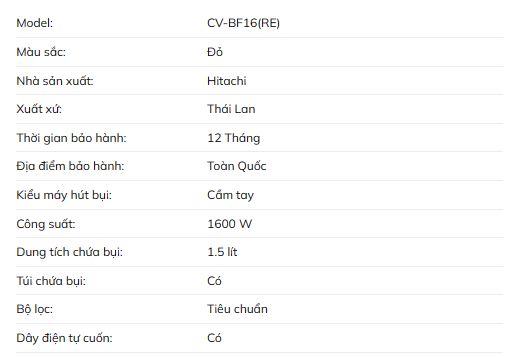 Model: CV-BF16(RE)
Màu sắc: Đỏ
Nhà sản xuất: Hitachi
Xuất xứ: Thái Lan
Thời gian bảo hành: 12 Tháng
Địa điểm bảo hành: Toàn Quốc
Kiểu máy hút bụi: Cầm tay
Công suất: 1600 W
Dung tích chứa bụi: 1.5 lít
Túi chứa bụi: Có
Bộ lọc: Tiêu chuẩn
Dây điện tự cuốn: Có